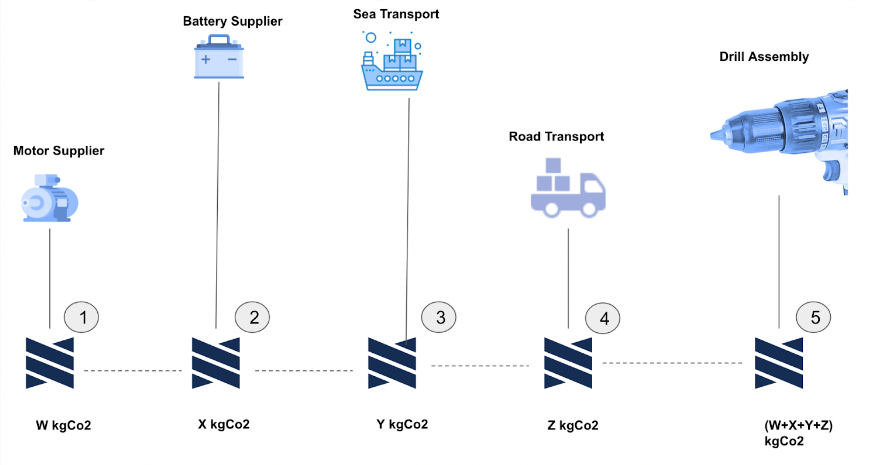 Battery Supplier
Sea Transport
Drill Assembly
Road Transport
Motor Supplier
1
2
3
4
5
W kgCo2
X kgCo2
Y kgCo2
Z kgCo2
(W+X+Y+Z)
kgCo2